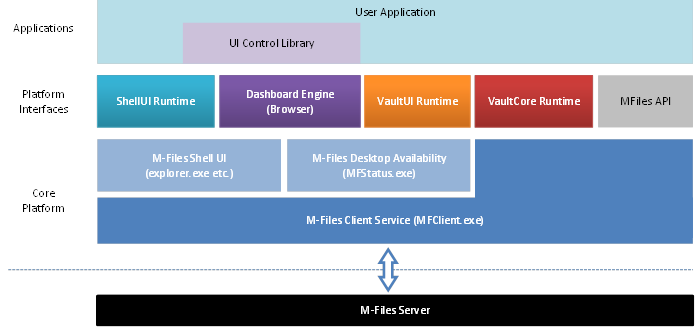 Applications
User Application
UI Control Library
Platform
Interfaces
ShellUI Runtime
Dashboard Engine
(Browser)
VaultUI Runtime
VaultCore Runtime
MFiles API
Core
Platform
M-Files Shell UI
(explorer.exe etc.)
M-Files Desktop Availability
(MFStatus.exe)
M-Files Client Service (MFClient.exe)
M-Files Server